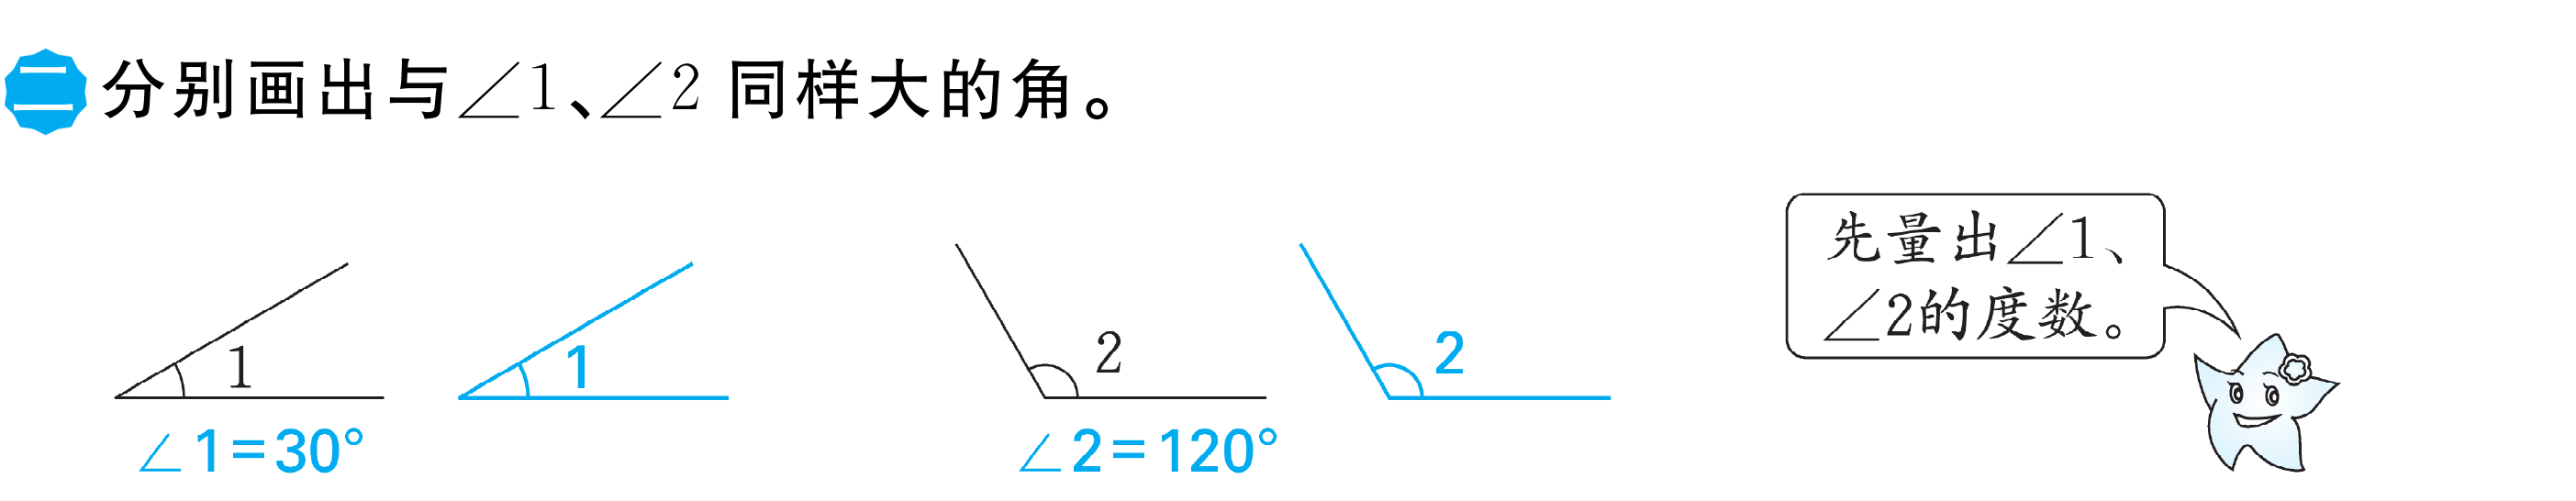 二 分别画出与∠1、∠2 同样大的角。
先量出∠1、
∠2的度数。
1 1 2 2
∠1=30° ∠2=120°